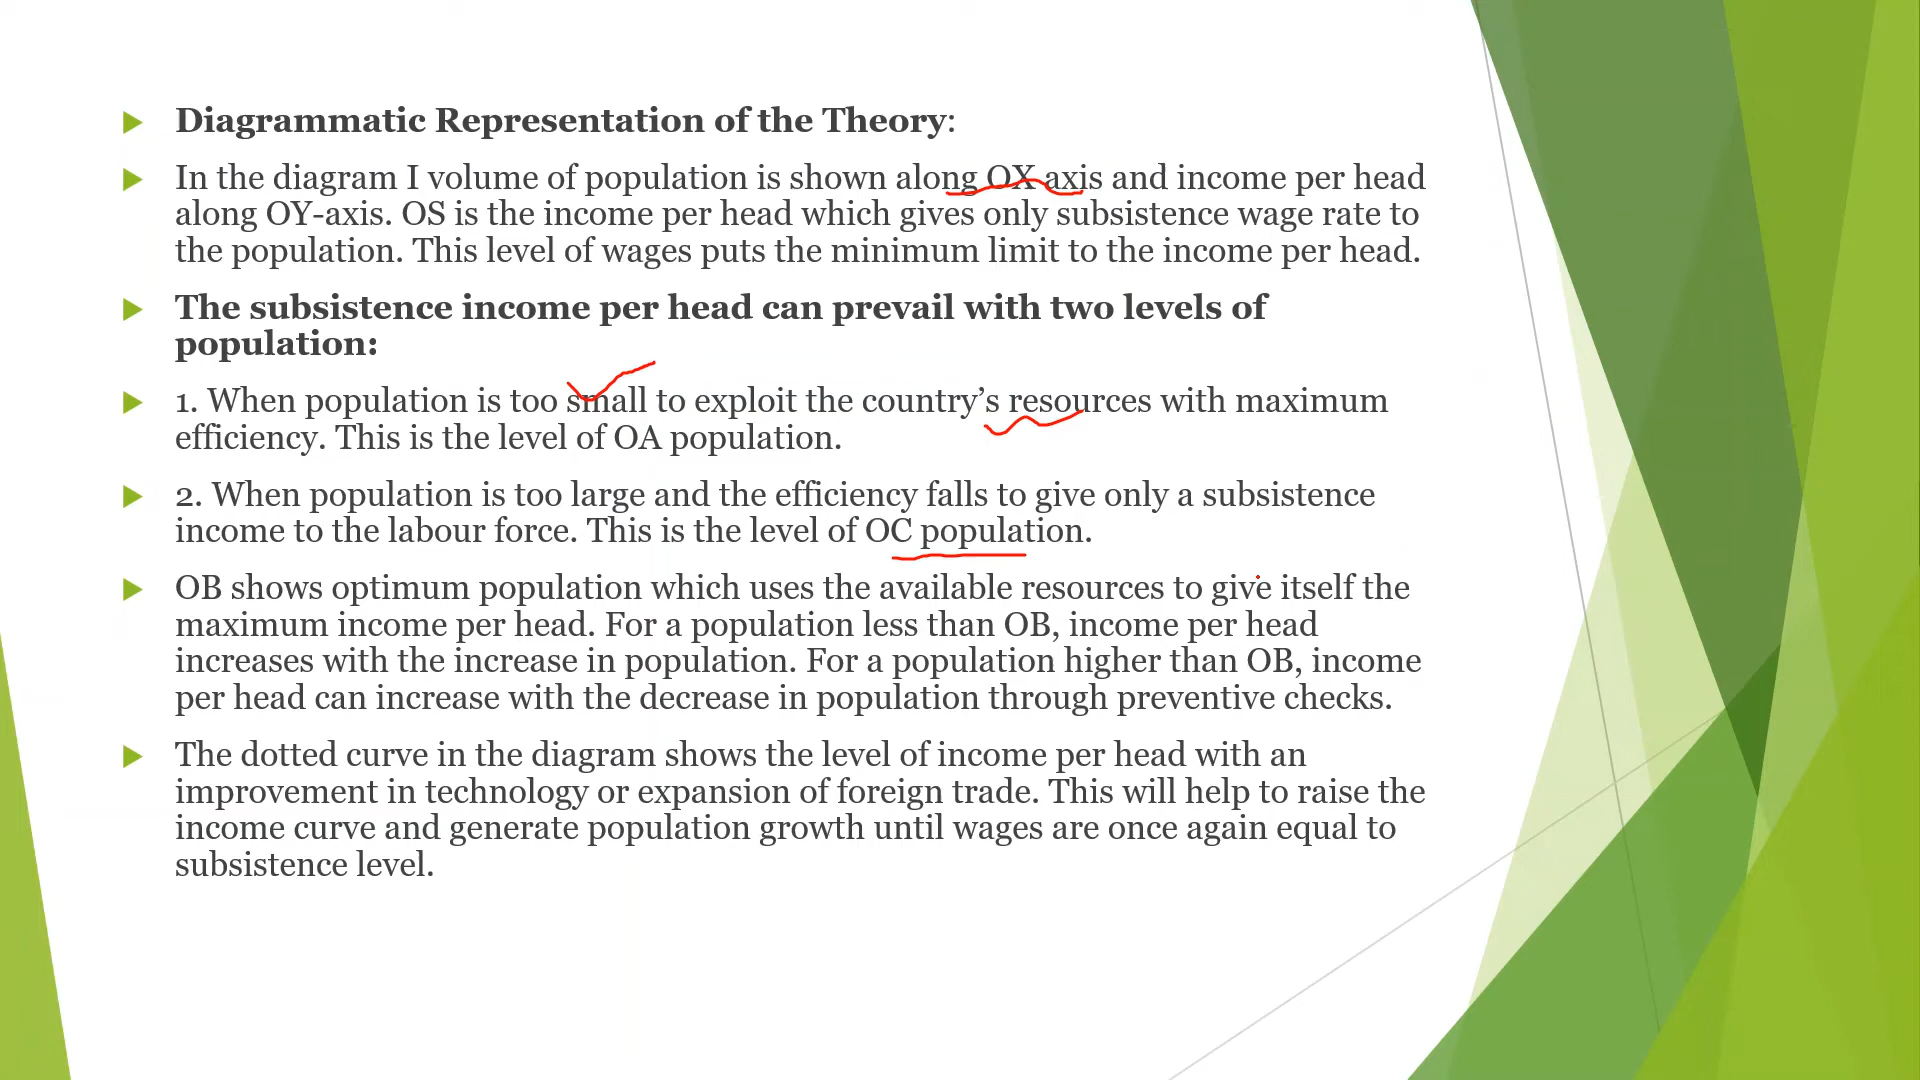 Diagrammatic Representation of the Theory:
In the diagram I volume of population is shown along OX axis and income per head
along OY-axis. OS is the income per head which gives only subsistence wage rate to
the population. This level of wages puts the minimum limit to the income per head.
The subsistence income per head can prevail with two levels of
population:
1. When population is too small to exploit the country’s resources with maximum
efficiency. This is the level of OA population.
2. When population is too large and the efficiency falls to give only a subsistence
income to the labour force. This is the level of OC population.
OB shows optimum population which uses the available resources to give itself the
maximum income per head. For a population less than OB, income per head
increases with the increase in population. For a population higher than OB, income
per head can increase with the decrease in population through preventive checks.
The dotted curve in the diagram shows the level of income per head with an
improvement in technology or expansion of foreign trade. This will help to raise the
income curve and generate population growth until wages are once again equal to
subsistence level.